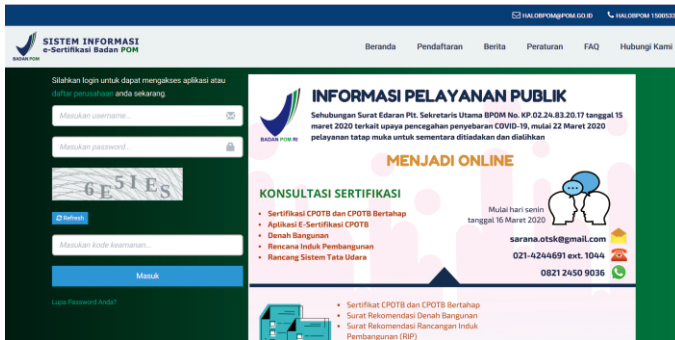 HALOBPOM@POM.GO.ID HALOBPOM 1500533
SISTEM INFORMASI
e-Sertifikasi Badan POM
BADAN POM
Beranda Pendaftaran Berita Peraturan FAQ Hubungi Kami
Silahkan login untuk dapat mengakses aplikasi atau
daftar perusahaan anda sekarang.
Masukan username...
Masukan password...
6E51Es
Refresh
Masukan kode keamanan...
Masuk
Lupa Password Anda?
BADAN POM RI
INFORMASI PELAYANAN PUBLIK
Sehubungan Surat Edaran Plt. Sekretaris Utama BPOM No. KP.02.24.83.20.17 tanggal 15
maret 2020 terkait upaya pencegahan penyebaran COVID-19, mulai 22 Maret 2020
pelayanan tatap muka untuk sementara ditiadakan dan dialihkan
MENJADI ONLINE
KONSULTASI SERTIFIKASI
• Sertifikasi CPOTB dan CPOTB Bertahap
• Aplikasi E-Sertifikasi CPOTB
• Denah Bangunan
• Rencana Induk Pembangunan
• Rancang Sistem Tata Udara
Mulai hari senin
tanggal 16 Maret 2020
sarana.otsk@gmail.com
021-4244691 ext. 1044
0821 2450 9036
• Sertifikat CPOTB dan CPOTB Bertahap
• Surat Rekomendasi Denah Bangunan
• Surat Rekomendasi Rancangan Induk
Pembangunan (RIP)